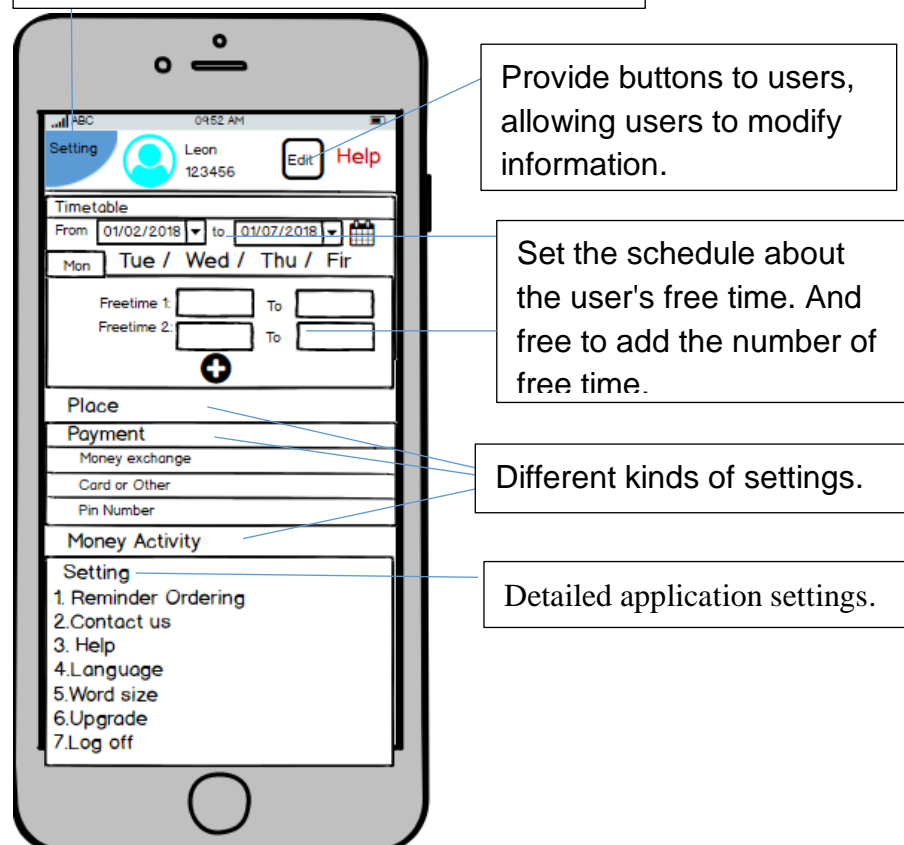 ABC 09:52 AM
Setting
Leon
123456
Edit
Help
Timetable
From 01/02/2018 to 01/07/2018
Mon Tue / Wed / Thu / Fir
Freetime 1: To
Freetime 2: To
Place
Payment
Money exchange
Card or Other
Pin Number
Money Activity
Setting
1. Reminder Ordering
2.Contact us
3. Help
4.Language
5.Word size
6.Upgrade
7.Log off
Provide buttons to users,
allowing users to modify
information.
Set the schedule about
the user's free time. And
free to add the number of
free time.
Different kinds of settings.
Detailed application settings.